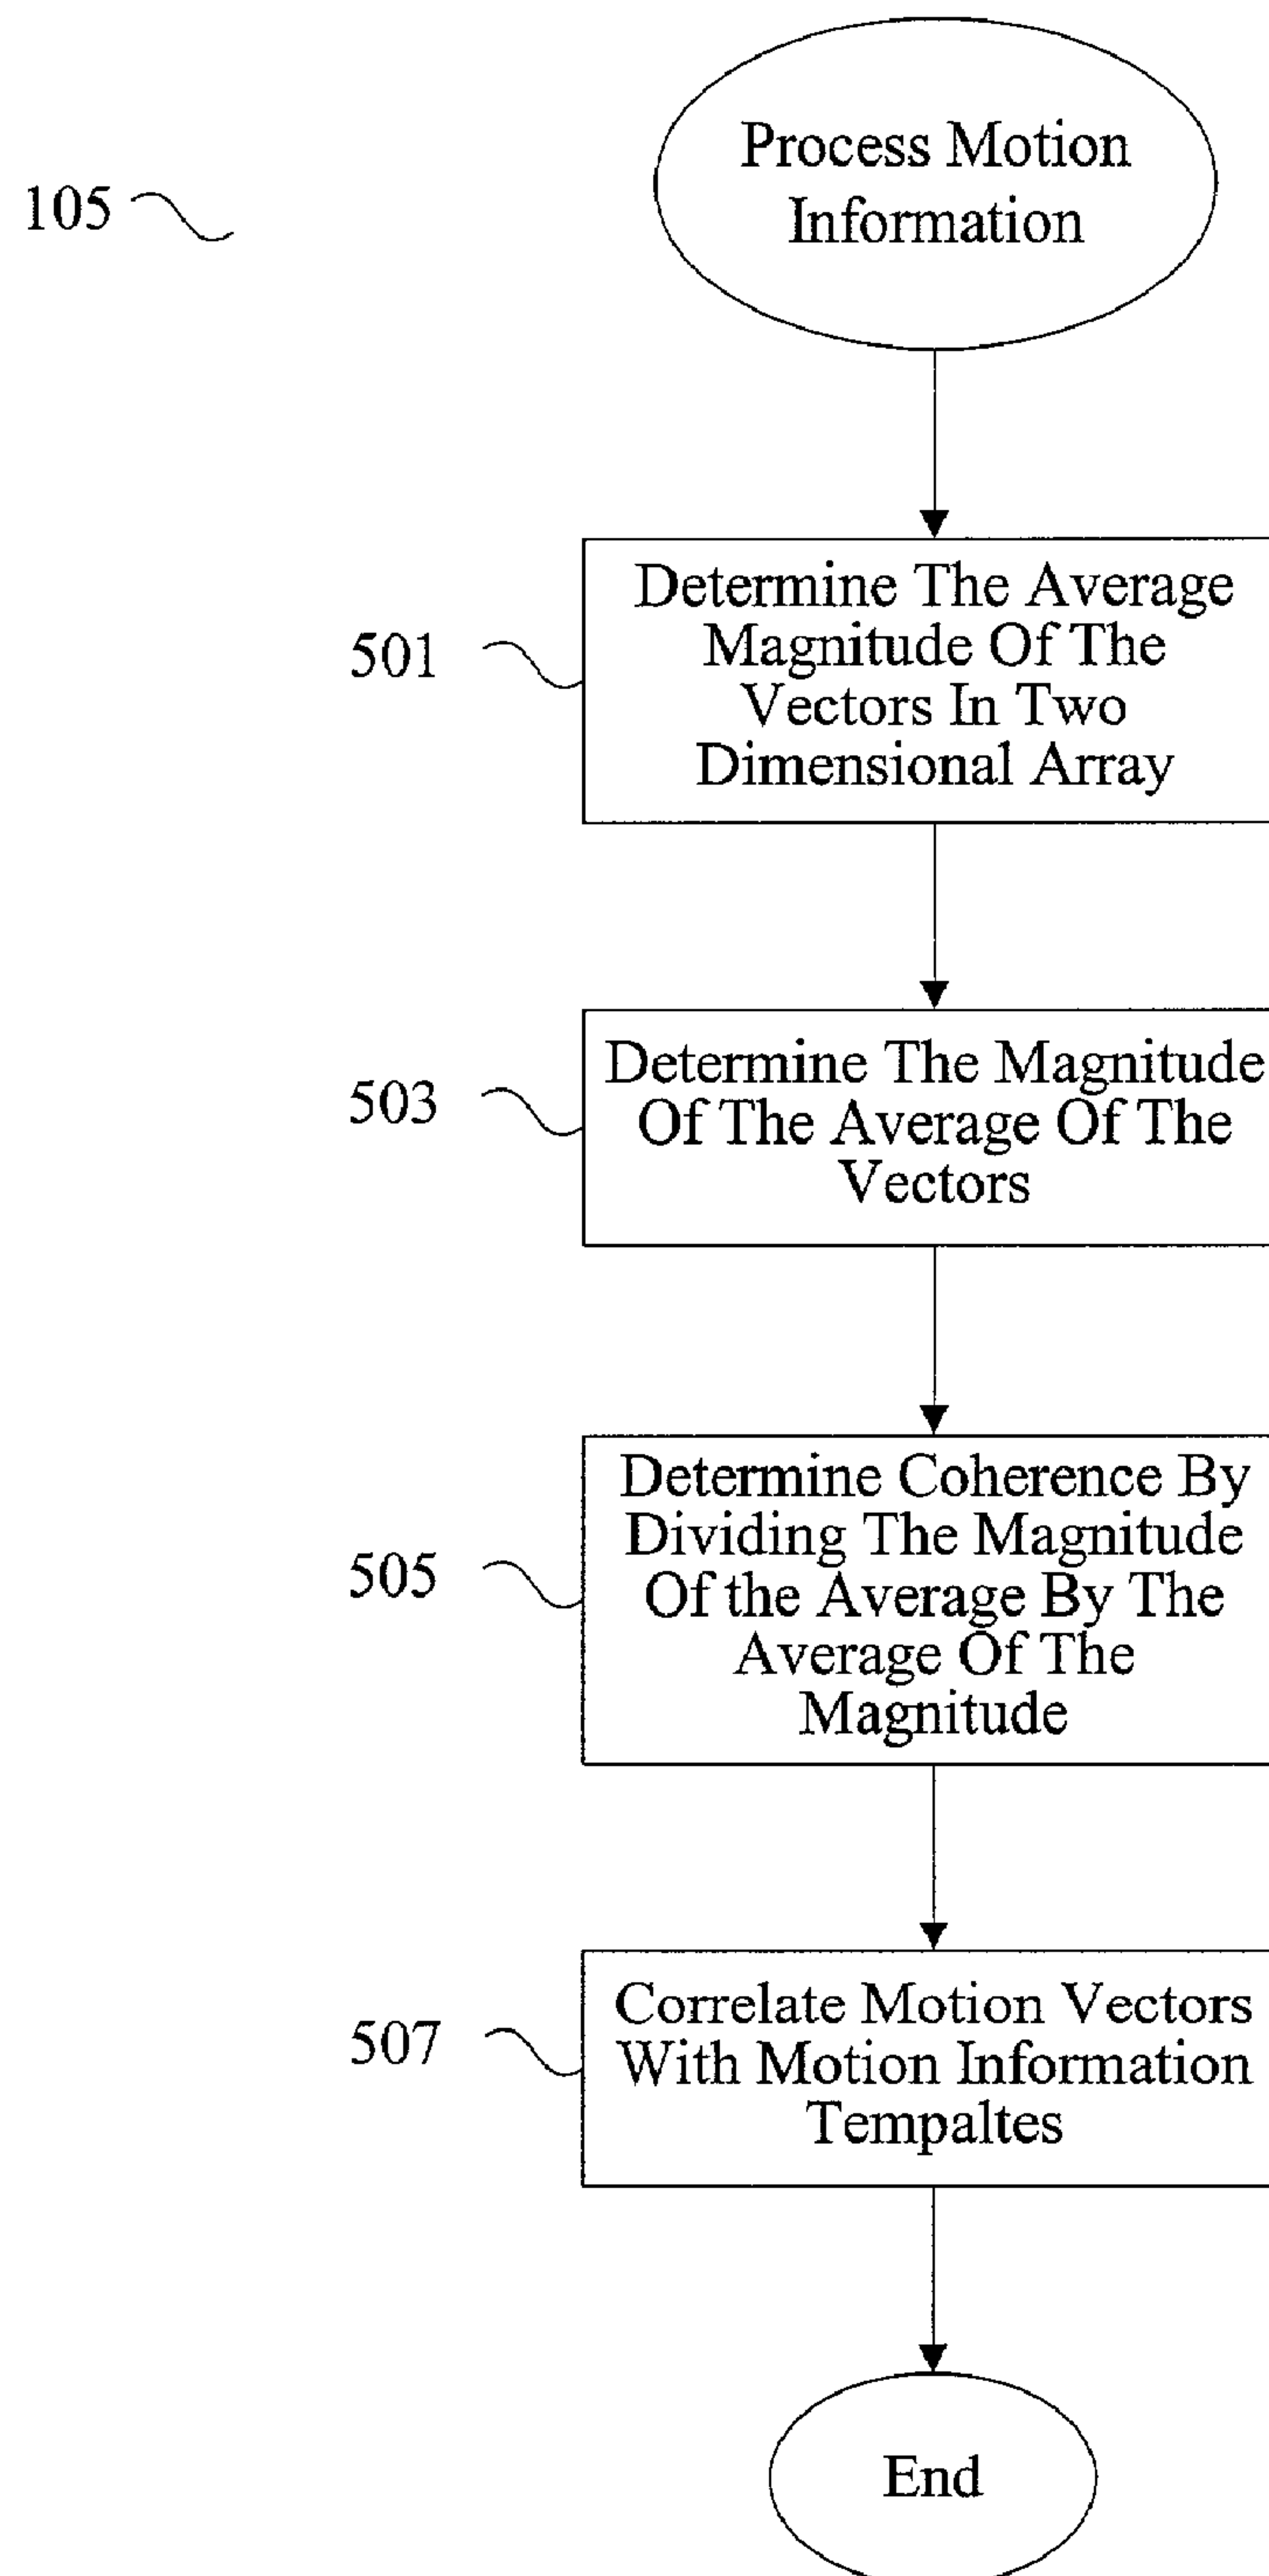 Process Motion
Information
105
Determine The Average
Magnitude Of The
Vectors In Two
Dimensional Array
501
Determine The Magnitude
Of The Average Of The
Vectors
503
Determine Coherence By
Dividing The Magnitude
Of the Average By The
Average Of The
Magnitude
505
Correlate Motion Vectors
With Motion Information
Tempaltes
507
End